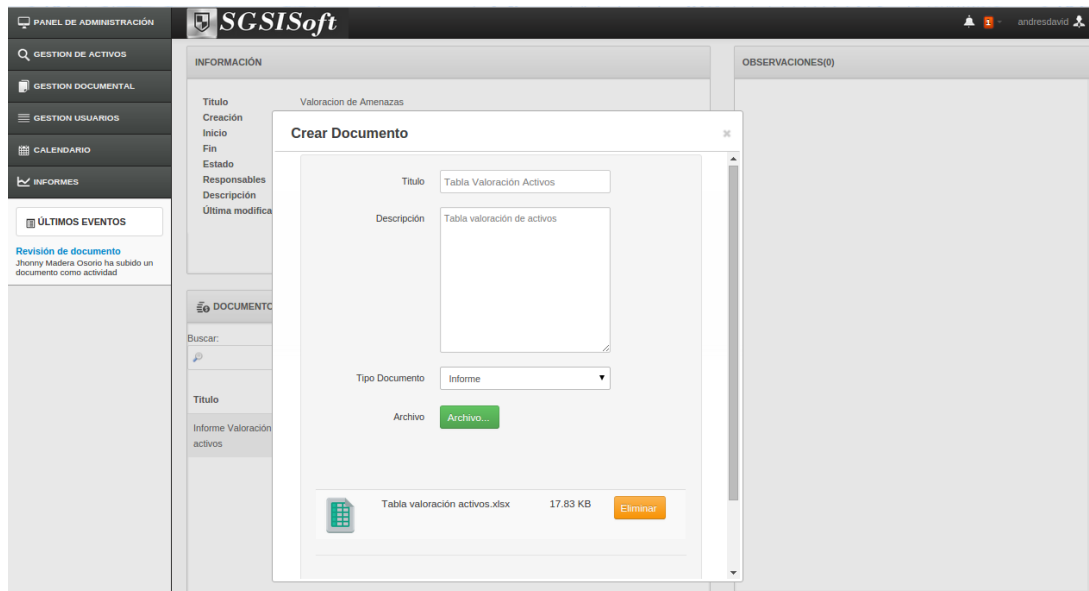 PANEL DE ADMINISTRACIÓN
GESTION DE ACTIVOS
GESTION DOCUMENTAL
GESTION USUARIOS
CALENDARIO
INFORMES
ÚLTIMOS EVENTOS
Revisión de documento
Jhonny Madera Osorio ha subido un
documento como actividad
SGSISoft
1
andresdavid
INFORMACIÓN
Título Valoracion de Amenazas
Creación
Inicio
Fin
Estado
Responsables
Descripción
Última modifica
OBSERVACIONES(0)
DOCUMENTO
Buscar:
Titulo
Informe Valoración
activos
Crear Documento
Titulo Tabla Valoración Activos
Descripción Tabla valoración de activos
Tipo Documento Informe
Archivo Archivo...
Tabla valoración activos.xlsx 17.83 KB Eliminar